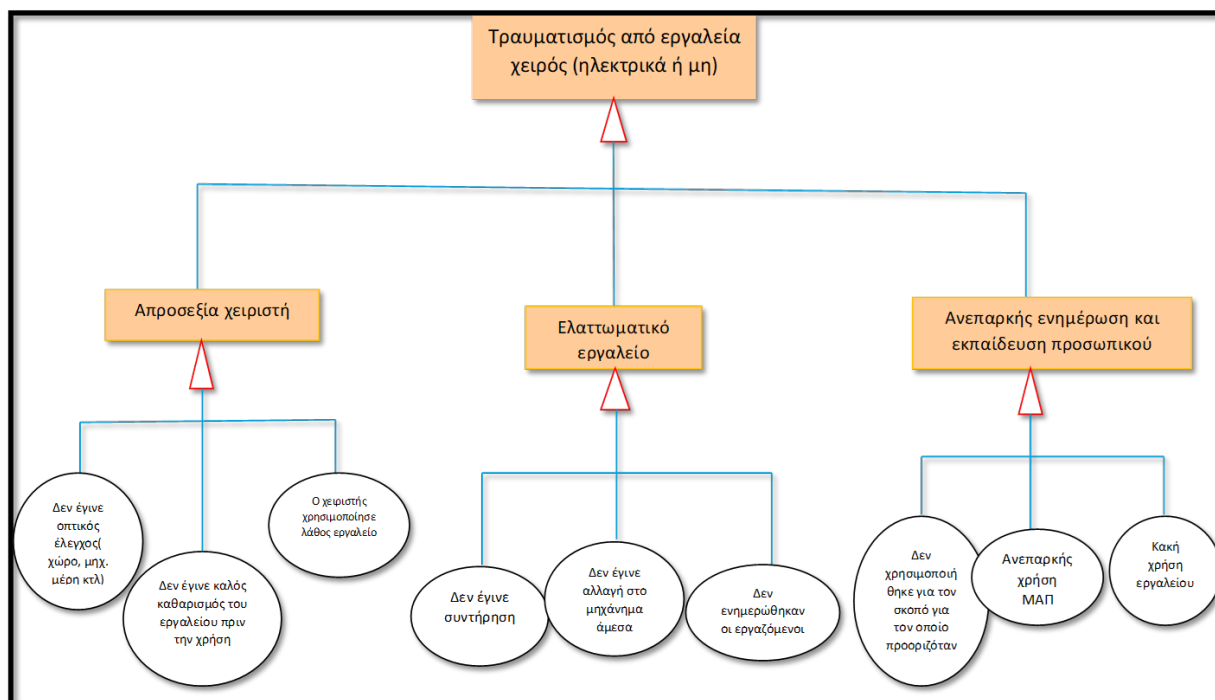 Τραυματισμός από εργαλεία
χειρός (ηλεκτρικά ή μη)
Απροσεξία χειριστή
Ελαττωματικό
εργαλείο
Ανεπαρκής ενημέρωση και
εκπαίδευση προσωπικού
Δεν έγινε
οπτικός
έλεγχος(
χώρο, μηχ.
μέρη κτλ)
Δεν έγινε καλός
καθαρισμός του
εργαλείου πριν
την χρήση
Ο χειριστής
χρησιμοποίησε
λάθος εργαλείο
Δεν έγινε
συντήρηση
Δεν έγινε
αλλαγή στο
μηχάνημα
άμεσα
Δεν
ενημερώθηκαν
οι εργαζόμενοι
Δεν
χρησιμοποιή
θηκε για τον
σκοπό για
τον οποίο
προοριζόταν
Ανεπαρκής
χρήση
ΜΑΠ
Κακή
χρήση
εργαλείου